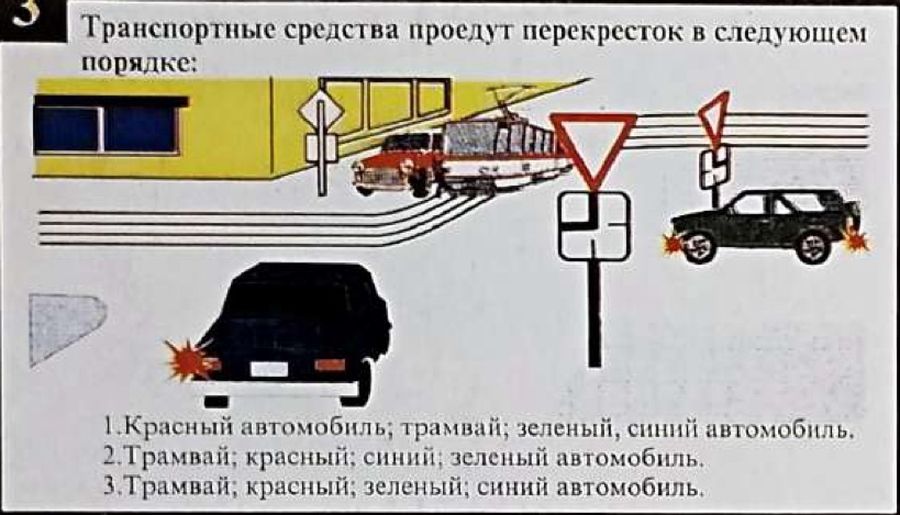 3
Транспортные средства проедут перекресток в следующем
порядке:
1.Красный автомобиль; трамвай; зеленый, синий автомобиль.
2.Трамвай; красный; синий; зеленый автомобиль.
3.Трамвай; красный; зеленый; синий автомобиль.